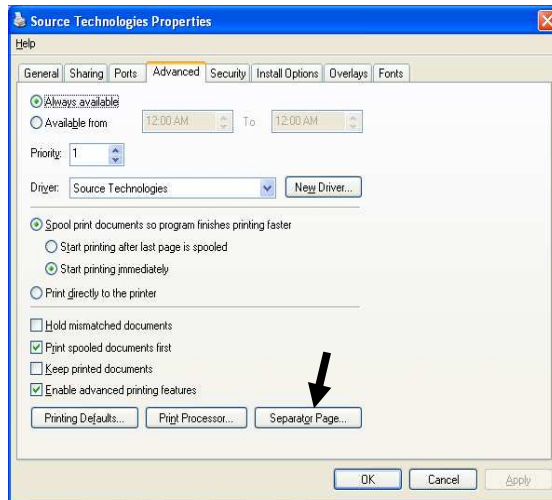 Source Technologies Properties
Help
General Sharing Ports Advanced Security Install Options Overlays Fonts
Always available
Available from 12:00 AM To 12:00 AM
Priority: 1
Driver: Source Technologies New Driver...
Spool print documents so program finishes printing faster
Start printing after last page is spooled
Start printing immediately
Print directly to the printer
Hold mismatched documents
Print spooled documents first
Keep printed documents
Enable advanced printing features
Printing Defaults... Print Processor... Separator Page...
OK Cancel Apply